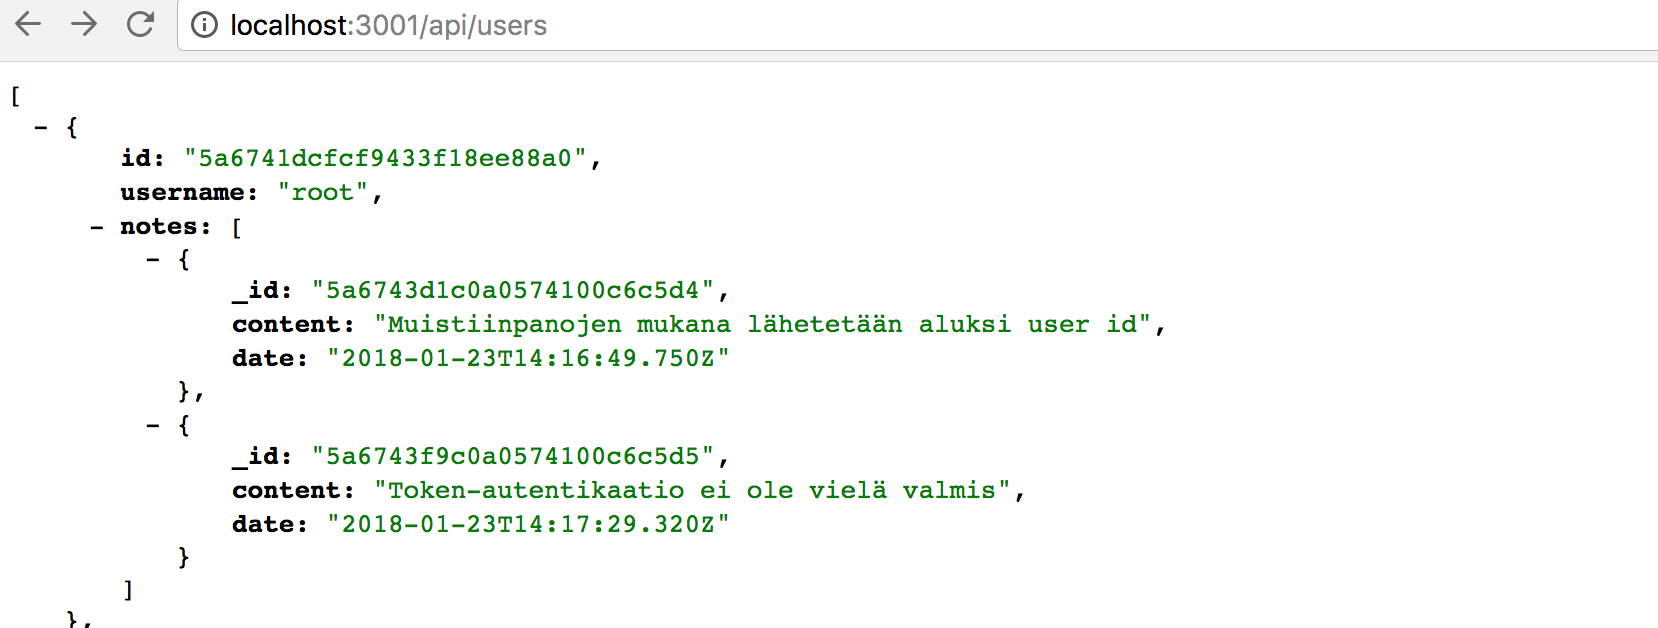 localhost:3001/api/users
[
- {
id: "5a6741dcfcf9433f18ee88a0",
username: "root",
- notes: [
- {
_id: "5a6743d1c0a0574100c6c5d4",
content: "Muistiinpanojen mukana lähetetään aluksi user id",
date: "2018-01-23T14:16:49.750Z"
},
- {
_id: "5a6743f9c0a0574100c6c5d5",
content: "Token-autentikaatio ei ole vielä valmis",
date: "2018-01-23T14:17:29.320Z"
}
]
},